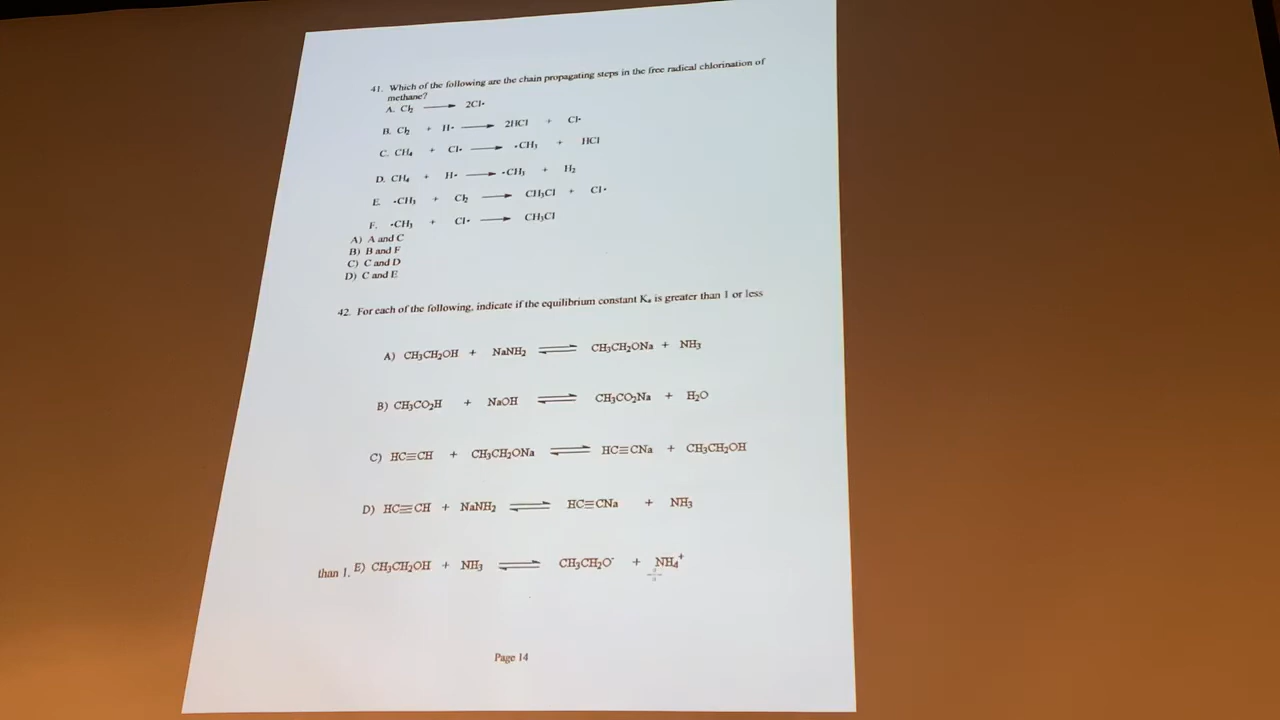 41. Which of the following are the chain propagating steps in the free radical chlorination of
methane?
A. Cl₂ ⟶ 2Cl•
B. Cl₂ + H• ⟶ 2HCl + Cl•
C. CH₄ + Cl• ⟶ •CH₃ + HCl
D. CH₄ + H• ⟶ •CH₃ + H₂
E. •CH₃ + Cl₂ ⟶ CH₃Cl + Cl•
F. •CH₃ + Cl• ⟶ CH₃Cl
A) A and C
B) B and F
C) C and D
D) C and E
42. For each of the following, indicate if the equilibrium constant Kₐ is greater than 1 or less
A) CH₃CH₂OH + NaNH₂ ⇌ CH₃CH₂ONa + NH₃
B) CH₃CO₂H + NaOH ⇌ CH₃CO₂Na + H₂O
C) HC≡CH + CH₃CH₂ONa ⇌ HC≡CNa + CH₃CH₂OH
D) HC≡CH + NaNH₂ ⇌ HC≡CNa + NH₃
than 1. E) CH₃CH₂OH + NH₃ ⇌ CH₃CH₂O⁻ + NH₄⁺
Page 14